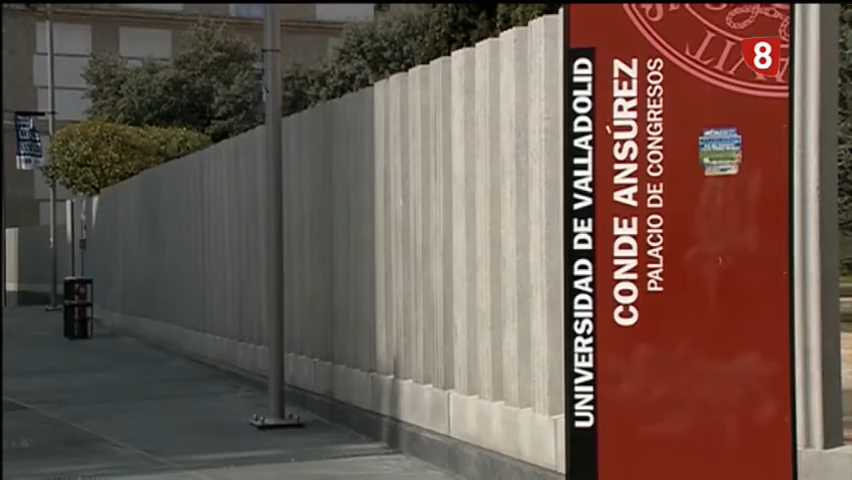 8
UNIVERSIDAD DE VALLADOLID
CONDE ANSÚREZ
PALACIO DE CONGRESOS